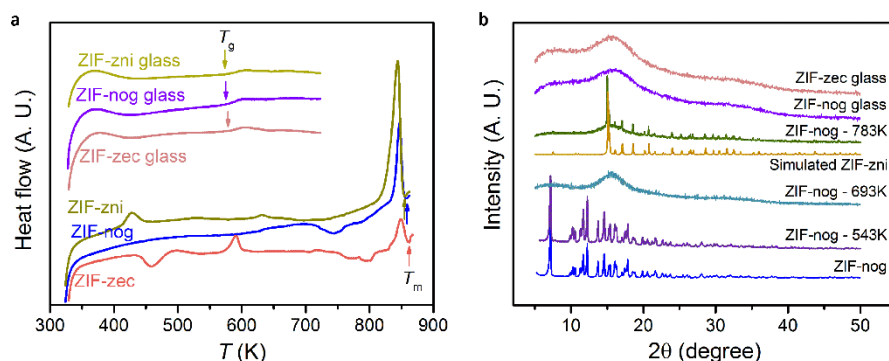 a
Heat flow (A. U.)
Tg
ZIF-zni glass
ZIF-nog glass
ZIF-zec glass
ZIF-zni
ZIF-nog
ZIF-zec
Tm
300 400 500 600 700 800 900
T (K)
b
Intensity (A. U.)
ZIF-zec glass
ZIF-nog glass
ZIF-nog - 783K
Simulated ZIF-zni
ZIF-nog - 693K
ZIF-nog - 543K
ZIF-nog
10 20 30 40 50
2θ (degree)